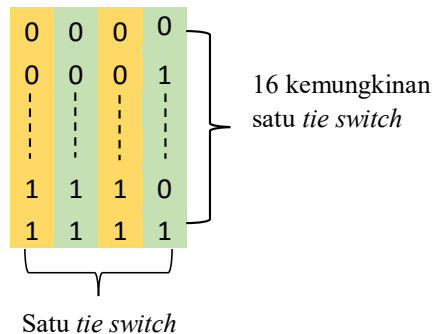 0 0 0 0
0 0 0 1
1 1 1 0
1 1 1 1
16 kemungkinan
satu tie switch
Satu tie switch